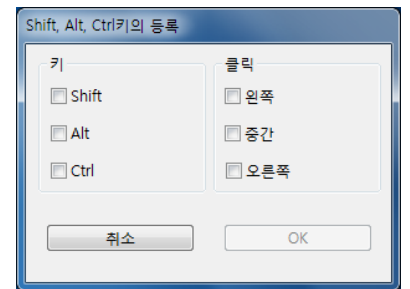 Shift, Alt, Ctrl키의 등록
키
클릭
Shift
왼쪽
Alt
중간
Ctrl
오른쪽
취소
OK